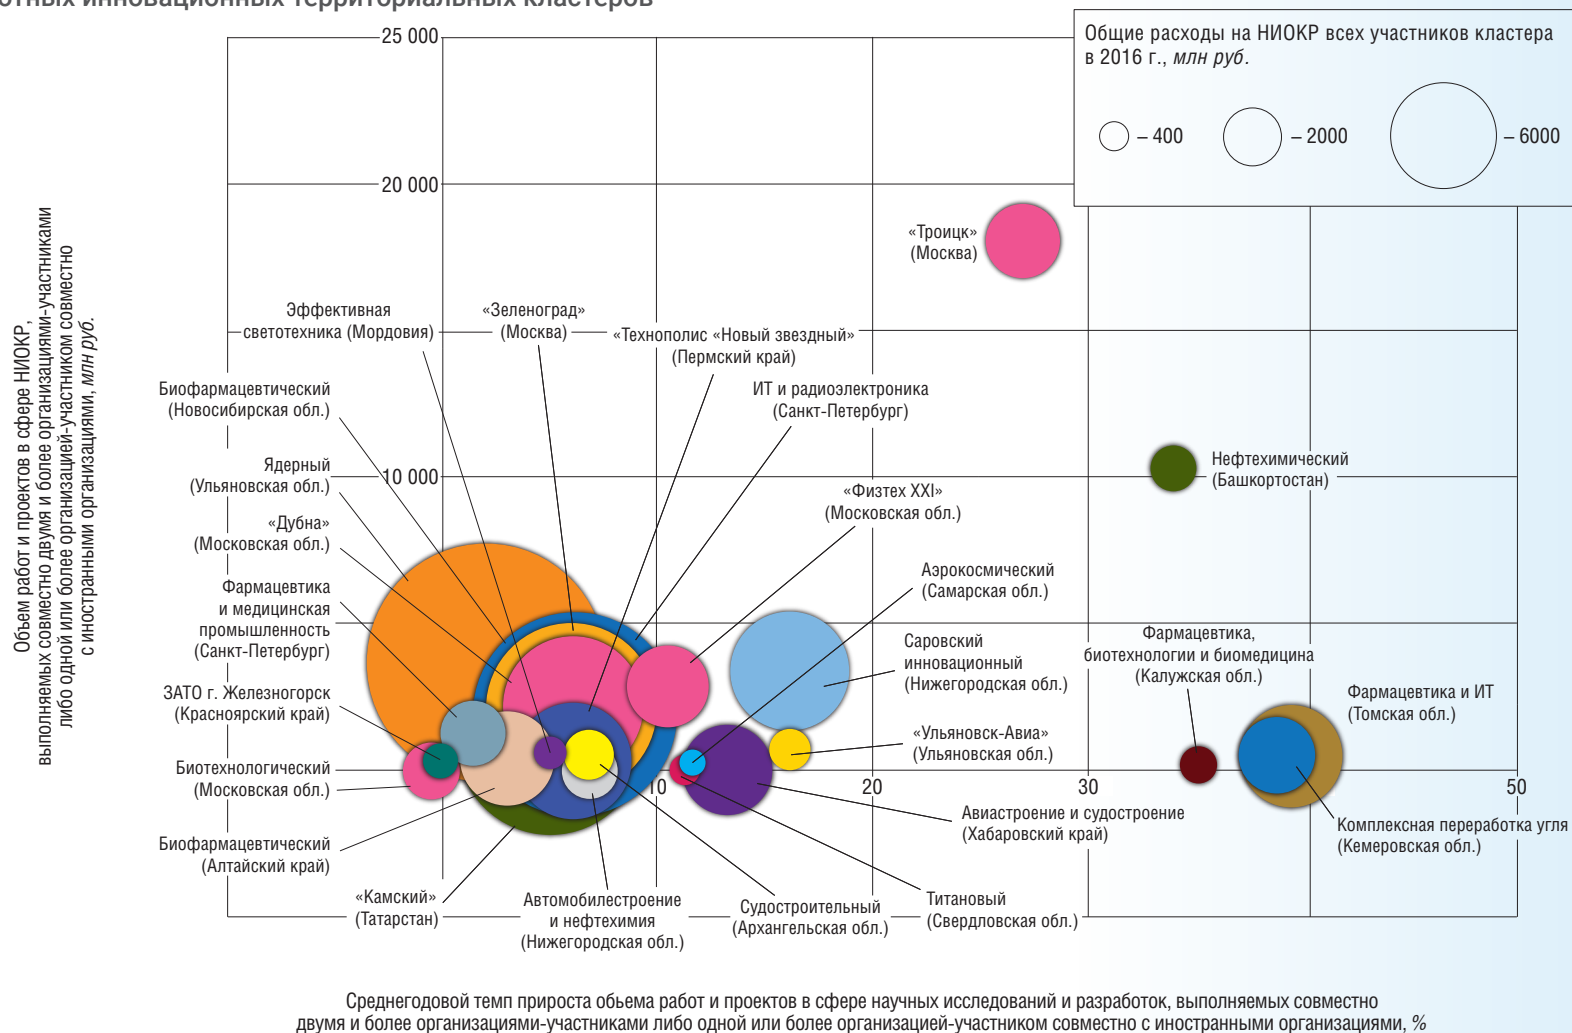 отных инновационных территориальных кластеров
Общие расходы на НИОКР всех участников кластера
в 2016 г., млн руб.
– 400
– 2000
– 6000
Объем работ и проектов в сфере НИОКР,
выполняемых совместно двумя и более организациями-участниками
либо одной или более организацией-участником совместно
с иностранными организациями, млн руб.
25 000
20 000
10 000
«Троицк»
(Москва)
Эффективная
светотехника (Мордовия)
«Зеленоград»
(Москва)
«Технополис «Новый звездный»
(Пермский край)
Биофармацевтический
(Новосибирская обл.)
ИТ и радиоэлектроника
(Санкт-Петербург)
Ядерный
(Ульяновская обл.)
Нефтехимический
(Башкортостан)
«Физтех XXI»
(Московская обл.)
«Дубна»
(Московская обл.)
Аэрокосмический
(Самарская обл.)
Фармацевтика
и медицинская
промышленность
(Санкт-Петербург)
Саровский
инновационный
(Нижегородская обл.)
Фармацевтика,
биотехнологии и биомедицина
(Калужская обл.)
Фармацевтика и ИТ
(Томская обл.)
ЗАТО г. Железногорск
(Красноярский край)
«Ульяновск-Авиа»
(Ульяновская обл.)
Биотехнологический
(Московская обл.)
10
20
30
50
Авиастроение и судостроение
(Хабаровский край)
Комплексная переработка угля
(Кемеровская обл.)
Биофармацевтический
(Алтайский край)
«Камский»
(Татарстан)
Автомобилестроение
и нефтехимия
(Нижегородская обл.)
Судостроительный
(Архангельская обл.)
Титановый
(Свердловская обл.)
Среднегодовой темп прироста обьема работ и проектов в сфере научных исследований и разработок, выполняемых совместно
двумя и более организациями-участниками либо одной или более организацией-участником совместно с иностранными организациями, %